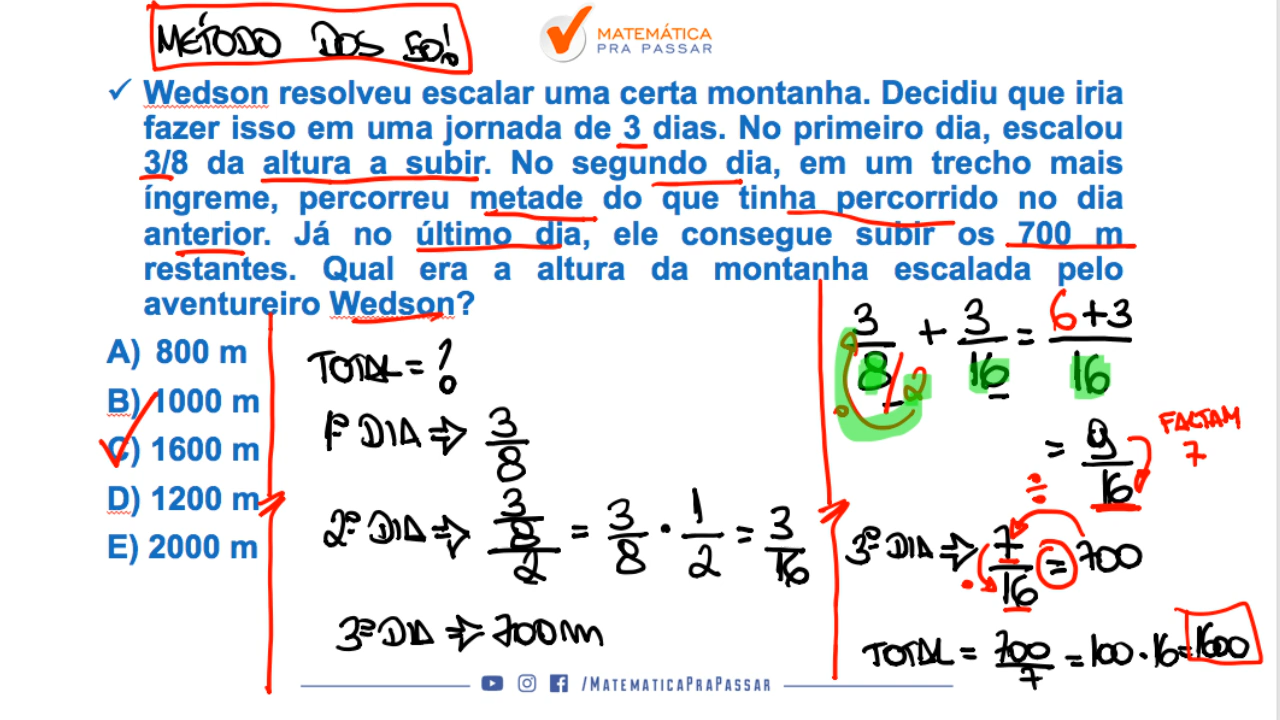 MÉTODO DOS 50!
MATEMÁTICA
PRA PASSAR
✓ Wedson resolveu escalar uma certa montanha. Decidiu que iria
fazer isso em uma jornada de 3 dias. No primeiro dia, escalou
3/8 da altura a subir. No segundo dia, em um trecho mais
íngreme, percorreu metade do que tinha percorrido no dia
anterior. Já no último dia, ele consegue subir os 700 m
restantes. Qual era a altura da montanha escalada pelo
aventureiro Wedson?
A) 800 m
B) 1000 m
C) 1600 m
D) 1200 m
E) 2000 m
TOTAL = ?
1º DIA ⇒ 3/8
2º DIA ⇒ 3/8/2 = 3/8 · 1/2 = 3/16
3º DIA ⇒ 700m
3/8 + 3/16 = 6+3/16
2
= 9/16
FALTAM
7
÷
3º DIA ⇒ 7/16 = 700
TOTAL = 700/7 = 100 · 16 = 1600
/MATEMATICAPRAPASSAR